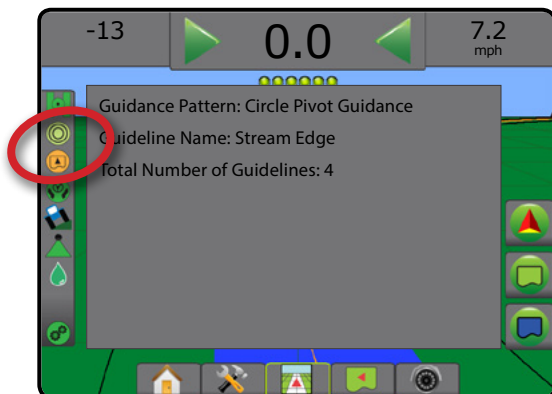 -13
0.0
7.2
mph
Guidance Pattern: Circle Pivot Guidance
Guideline Name: Stream Edge
Total Number of Guidelines: 4